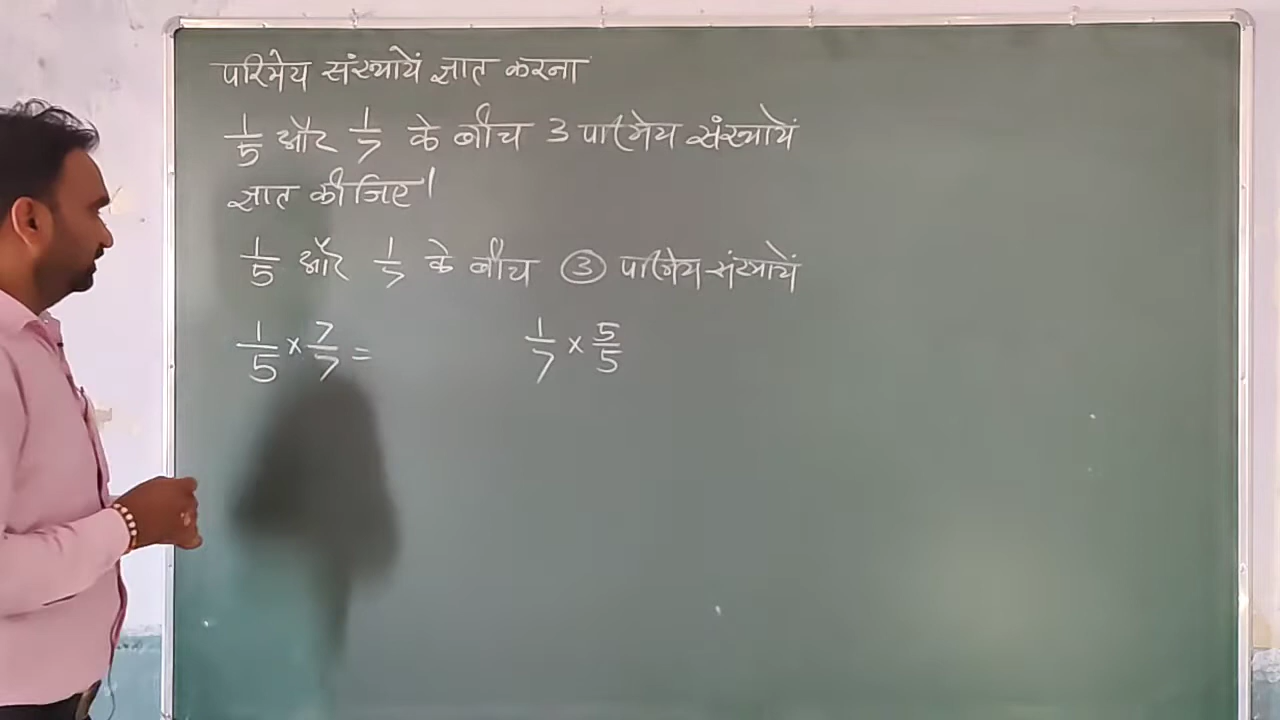 परिमेय संख्यायें ज्ञात करना
1/5 और 1/7 के बीच 3 परिमेय संख्यायें
ज्ञात कीजिए।
1/5 और 1/7 के बीच 3 परिमेय संख्यायें
1/5 × 7/7 = 1/7 × 5/5